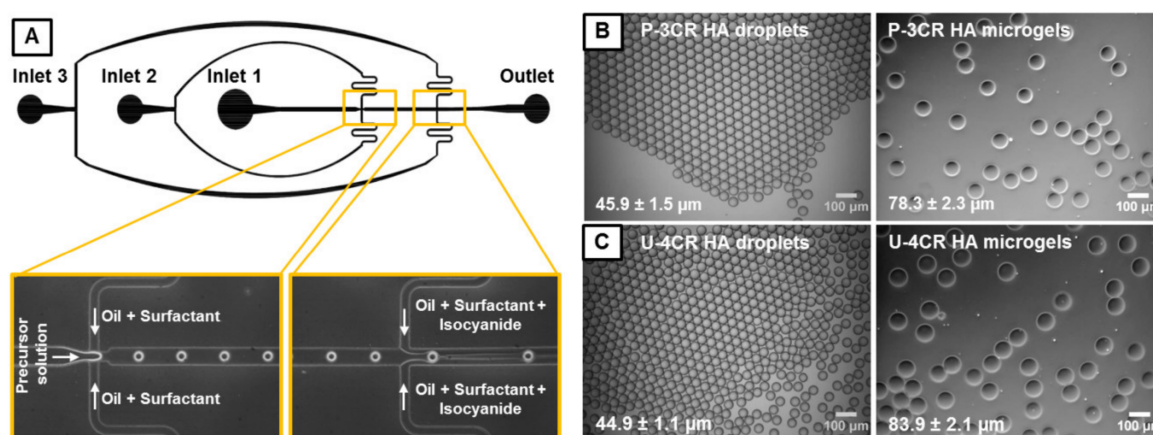 A
Inlet 3
Inlet 2
Inlet 1
Outlet
Precursor
solution
Oil + Surfactant
Oil + Surfactant
Oil + Surfactant +
Isocyanide
Oil + Surfactant +
Isocyanide
B
P-3CR HA droplets
45.9 ± 1.5 µm
100 µm
P-3CR HA microgels
78.3 ± 2.3 µm
100 µm
C
U-4CR HA droplets
44.9 ± 1.1 µm
100 µm
U-4CR HA microgels
83.9 ± 2.1 µm
100 µm